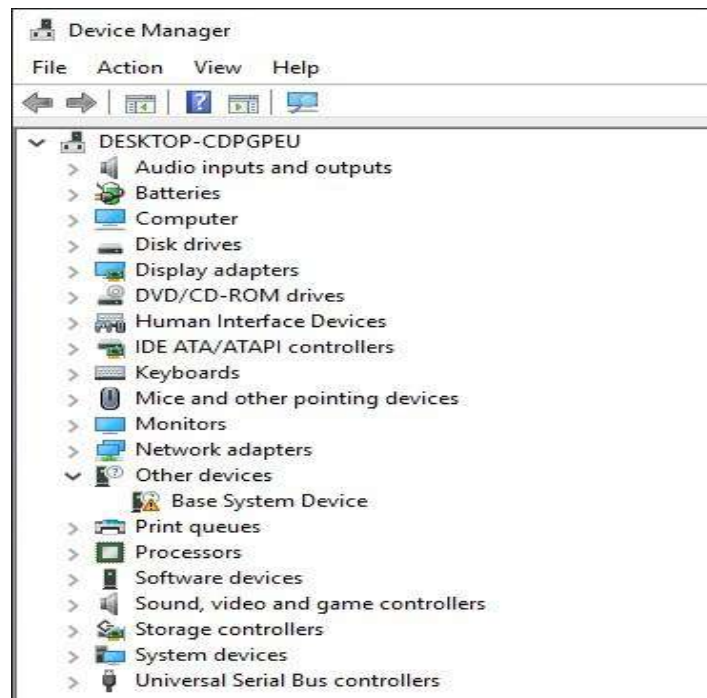 Device Manager
File Action View Help
DESKTOP-CDPGPEU
Audio inputs and outputs
Batteries
Computer
Disk drives
Display adapters
DVD/CD-ROM drives
Human Interface Devices
IDE ATA/ATAPI controllers
Keyboards
Mice and other pointing devices
Monitors
Network adapters
Other devices
Base System Device
Print queues
Processors
Software devices
Sound, video and game controllers
Storage controllers
System devices
Universal Serial Bus controllers